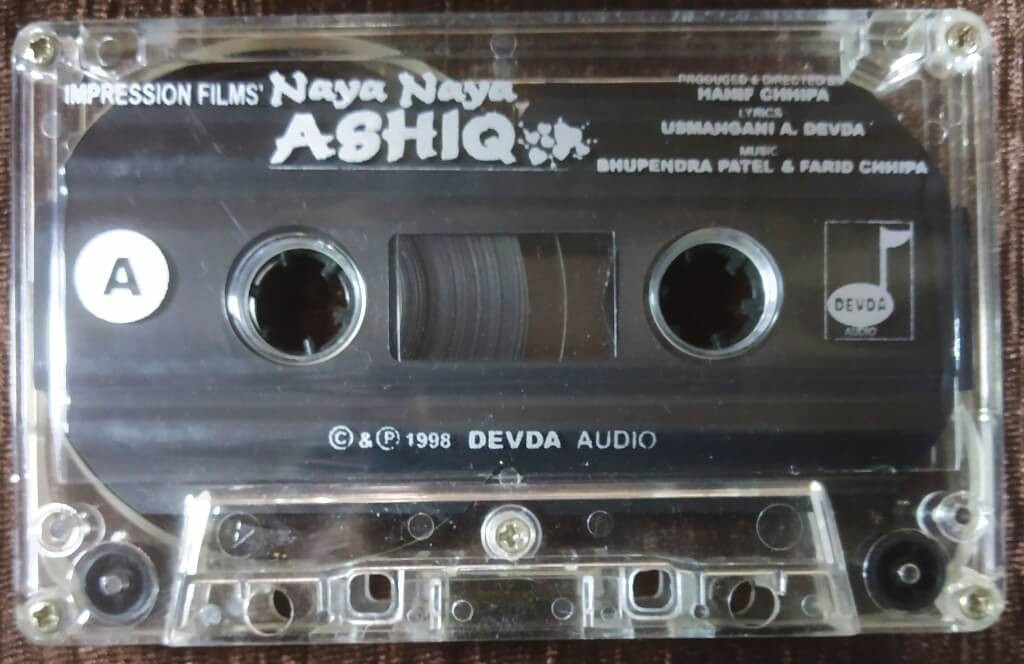 IMPRESSION FILMS'
Naya Naya
ASHIQ
PRODUCED & DIRECTED BY
HANIF CHHIPA
LYRICS
USMANGANI A. DEVDA
MUSIC
BHUPENDRA PATEL & FARID CHHIPA
A
DEVDA
AUDIO
© & ℗ 1998 DEVDA AUDIO